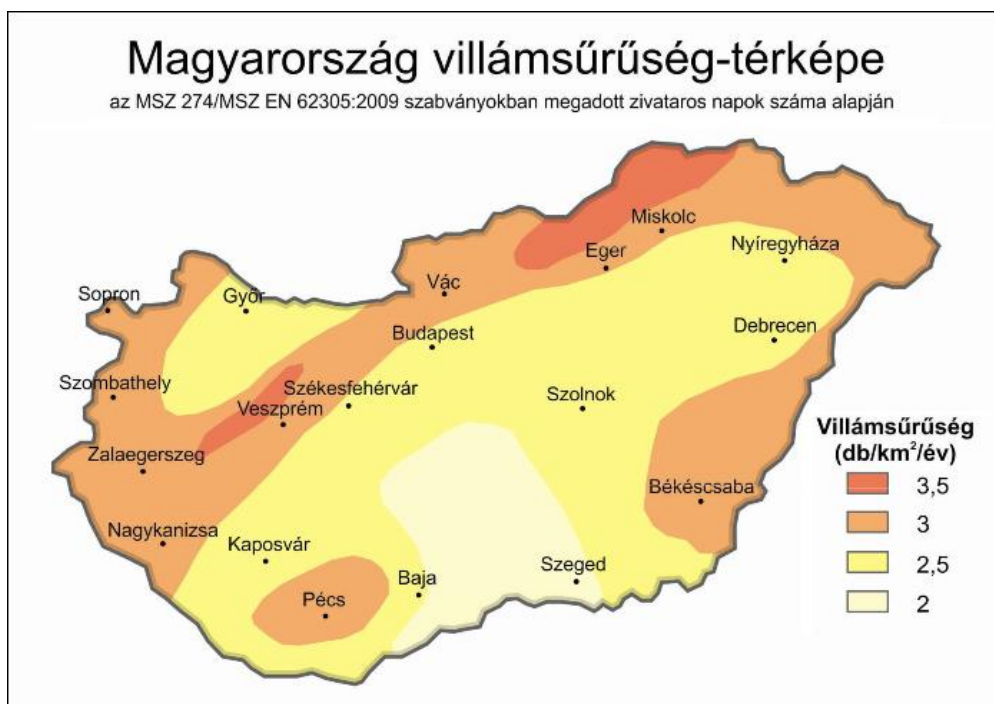 Magyarország villámsűrűség-térképe
az MSZ 274/MSZ EN 62305:2009 szabványokban megadott zivataros napok száma alapján
Miskolc
Nyíregyháza
Eger
Vác
Sopron
Győr
Budapest
Debrecen
Szombathely
Székesfehérvár
Veszprém
Szolnok
Zalaegerszeg
Békéscsaba
Nagykanizsa
Kaposvár
Baja
Szeged
Pécs
Villámsűrűség
(db/km²/év)
3,5
3
2,5
2